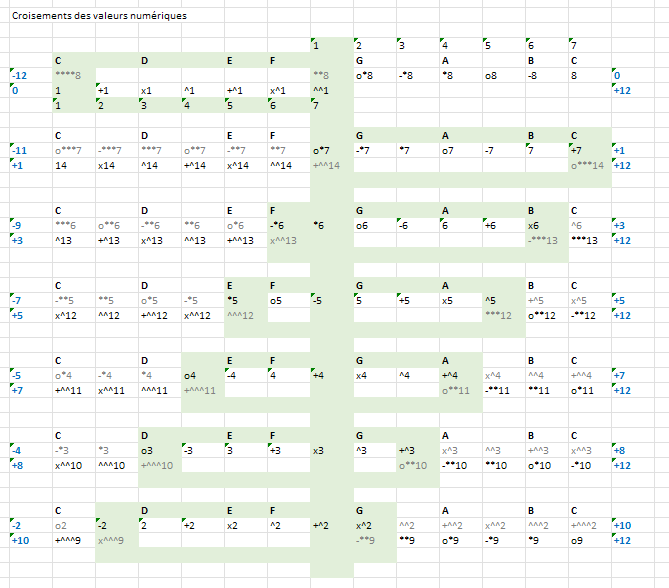 Croisements des valeurs numériques
1 2 3 4 5 6 7
C D E F G A B C
-12 ****8 **8 o*8 -*8 *8 o8 -8 8 0
0 1 +1 x1 ^1 +^1 x^1 ^^1 +12
1 2 3 4 5 6 7
C D E F G A B C
-11 o***7 -***7 ***7 o**7 -**7 **7 o*7 -*7 *7 o7 -7 7 +7 +1
+1 14 x14 ^14 +^14 x^14 ^^14 +^^14 o***14 +12
C D E F G A B C
-9 ***6 o**6 -**6 **6 o*6 -*6 *6 o6 -6 6 +6 x6 ^6 +3
+3 ^13 +^13 x^13 ^^13 +^^13 x^^13 -***13 ***13 +12
C D E F G A B C
-7 -**5 **5 o*5 -*5 *5 o5 -5 5 +5 x5 ^5 +^5 x^5 +5
+5 x^12 ^^12 +^^12 x^^12 ^^^12 ***12 o**12 -**12 +12
C D E F G A B C
-5 o*4 -*4 *4 o4 -4 4 +4 x4 ^4 +^4 x^4 ^^4 +^^4 +7
+7 +^^11 x^^11 ^^^11 +^^^11 o**11 -**11 **11 o*11 +12
C D E F G A B C
-4 -*3 *3 o3 -3 3 +3 x3 ^3 +^3 x^3 ^^3 +^^3 x^^3 +8
+8 x^^10 ^^^10 +^^^10 o**10 -**10 **10 o*10 -*10 +12
C D E F G A B C
-2 o2 -2 2 +2 x2 ^2 +^2 x^2 ^^2 +^^2 x^^2 ^^^2 +^^^2 +10
+10 +^^^9 x^^^9 -**9 **9 o*9 -*9 *9 o9 +12